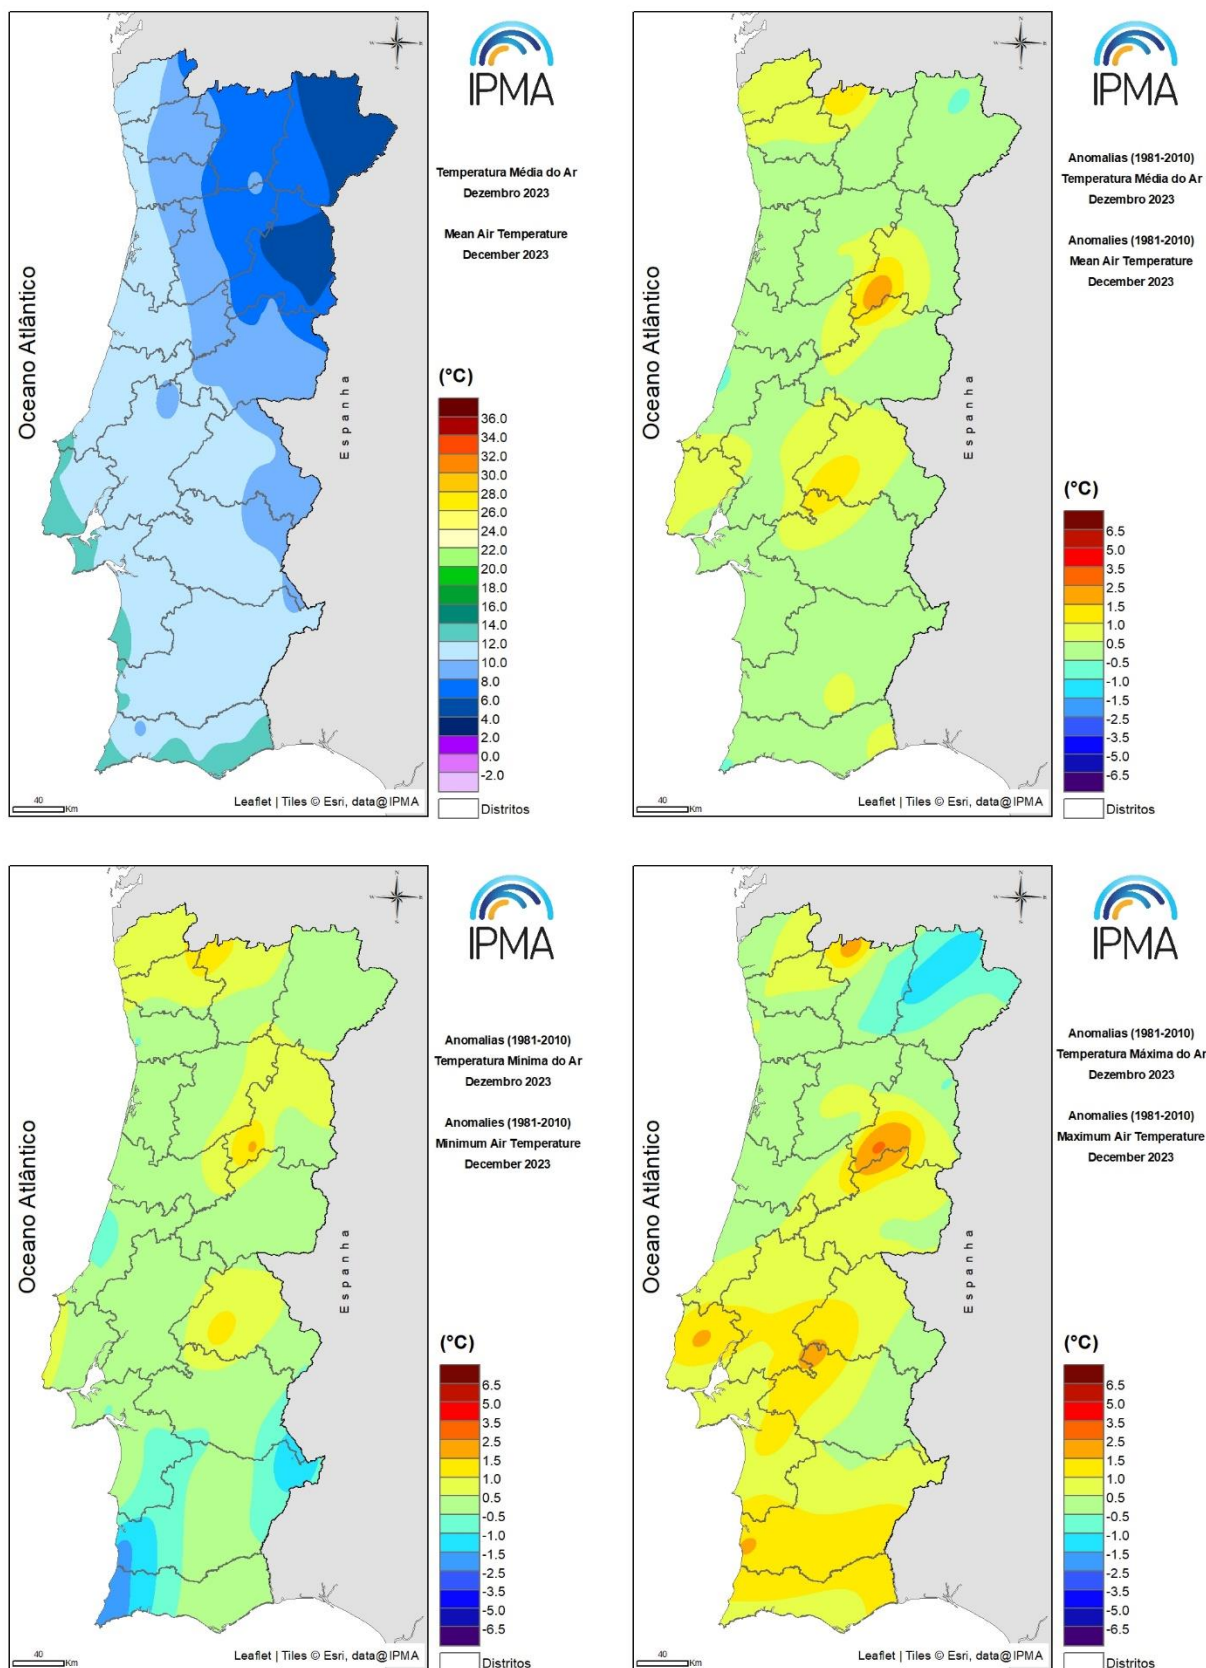 IPMA
Temperatura Média do Ar
Dezembro 2023
Mean Air Temperature
December 2023
Oceano Atlântico
Espanha
(°C)
36.0
34.0
32.0
30.0
28.0
26.0
24.0
22.0
20.0
18.0
16.0
14.0
12.0
10.0
8.0
6.0
4.0
2.0
0.0
-2.0
Distritos
40
Km
Leaflet | Tiles © Esri, data@IPMA
IPMA
Anomalias (1981-2010)
Temperatura Média do Ar
Dezembro 2023
Anomalies (1981-2010)
Mean Air Temperature
December 2023
Oceano Atlântico
Espanha
(°C)
6.5
5.0
3.5
2.5
1.5
1.0
0.5
-0.5
-1.0
-1.5
-2.5
-3.5
-5.0
-6.5
Distritos
40
Km
Leaflet | Tiles © Esri, data@IPMA
IPMA
Anomalias (1981-2010)
Temperatura Minima do Ar
Dezembro 2023
Anomalies (1981-2010)
Minimum Air Temperature
December 2023
Oceano Atlântico
Espanha
(°C)
6.5
5.0
3.5
2.5
1.5
1.0
0.5
-0.5
-1.0
-1.5
-2.5
-3.5
-5.0
-6.5
Distritos
40
Km
Leaflet | Tiles © Esri, data@IPMA
IPMA
Anomalias (1981-2010)
Temperatura Máxima do Ar
Dezembro 2023
Anomalies (1981-2010)
Maximum Air Temperature
December 2023
Oceano Atlântico
Espanha
(°C)
6.5
5.0
3.5
2.5
1.5
1.0
0.5
-0.5
-1.0
-1.5
-2.5
-3.5
-5.0
-6.5
Distritos
40
Km
Leaflet | Tiles © Esri, data@IPMA